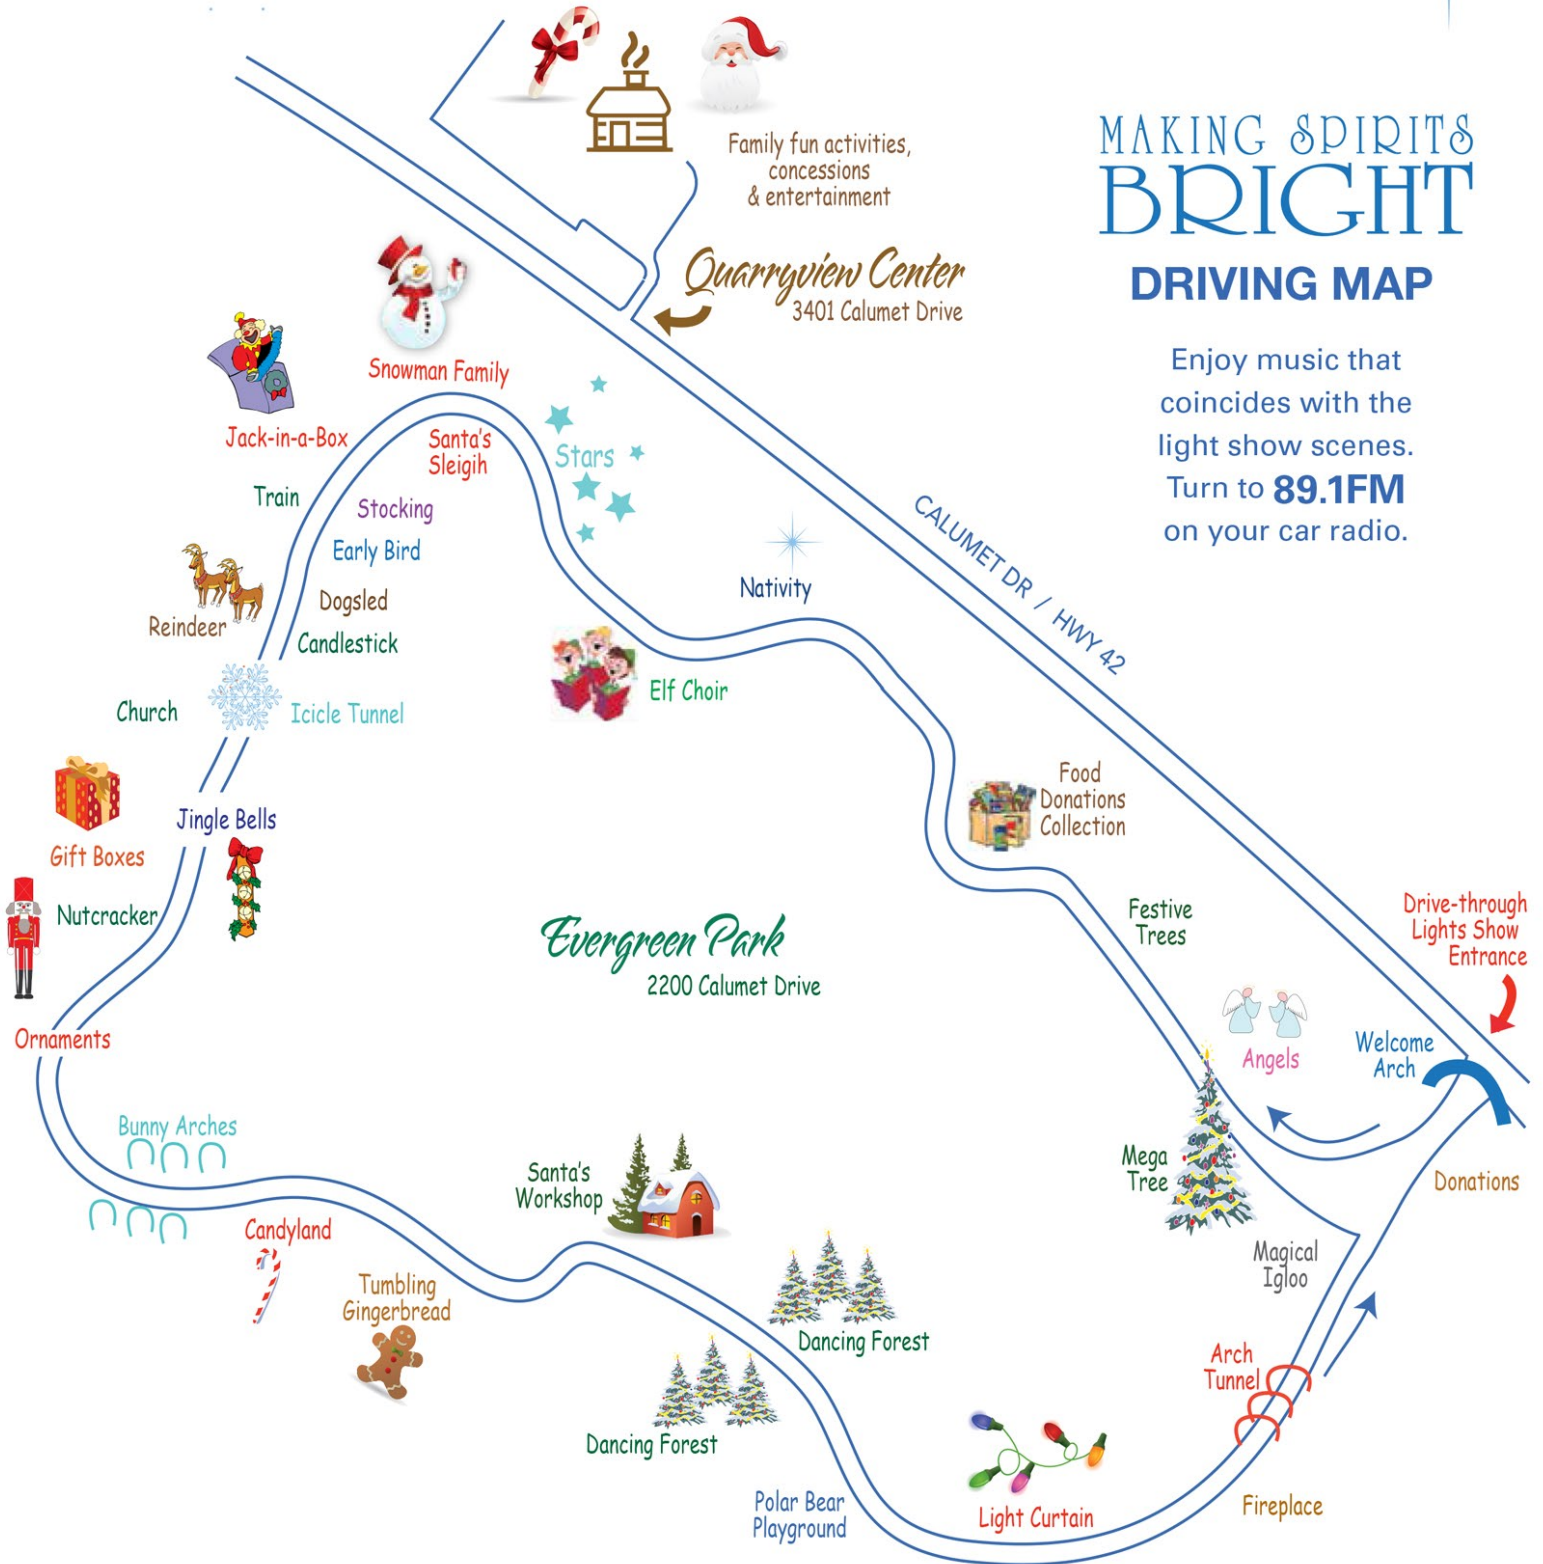 MAKING SPIRITS
BRIGHT
DRIVING MAP
Enjoy music that
coincides with the
light show scenes.
Turn to 89.1FM
on your car radio.
Family fun activities,
concessions
& entertainment
Quarryview Center
3401 Calumet Drive
CALUMET DR / HWY 42
Snowman Family
Jack-in-a-Box
Santa's
Sleigih
Stars
Train
Stocking
Early Bird
Nativity
Dogsled
Reindeer
Candlestick
Elf Choir
Church
Icicle Tunnel
Food
Donations
Collection
Jingle Bells
Gift Boxes
Nutcracker
Festive
Trees
Drive-through
Lights Show
Entrance
Evergreen Park
2200 Calumet Drive
Ornaments
Welcome
Arch
Angels
Bunny Arches
Mega
Tree
Santa's
Workshop
Donations
Candyland
Magical
Igloo
Tumbling
Gingerbread
Dancing Forest
Arch
Tunnel
Dancing Forest
Polar Bear
Playground
Light Curtain
Fireplace